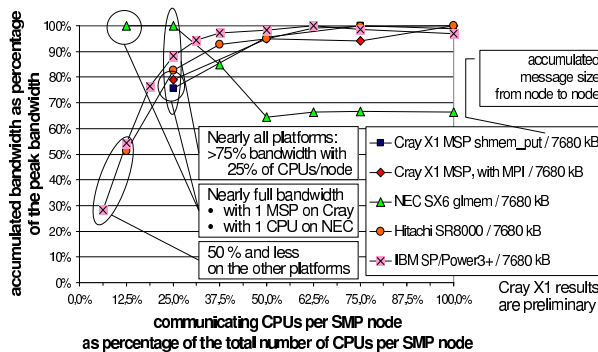 accumulated bandwidth as percentage
of the peak bandwidth
100%
90%
80%
70%
60%
50%
40%
30%
20%
10%
0%
0,0%
12,5%
25,0%
37,5%
50,0%
62,5%
75,0%
87,5%
100,0%
communicating CPUs per SMP node
as percentage of the total number of CPUs per SMP node
accumulated
message size
from node to node
Nearly all platforms:
>75% bandwidth with
25% of CPUs/node
Nearly full bandwidth
• with 1 MSP on Cray
• with 1 CPU on NEC
50 % and less
on the other platforms
Cray X1 MSP shmem_put / 7680 kB
Cray X1 MSP, with MPI / 7680 kB
NEC SX6 glmem / 7680 kB
Hitachi SR8000 / 7680 kB
IBM SP/Power3+ / 7680 kB
Cray X1 results
are preliminary